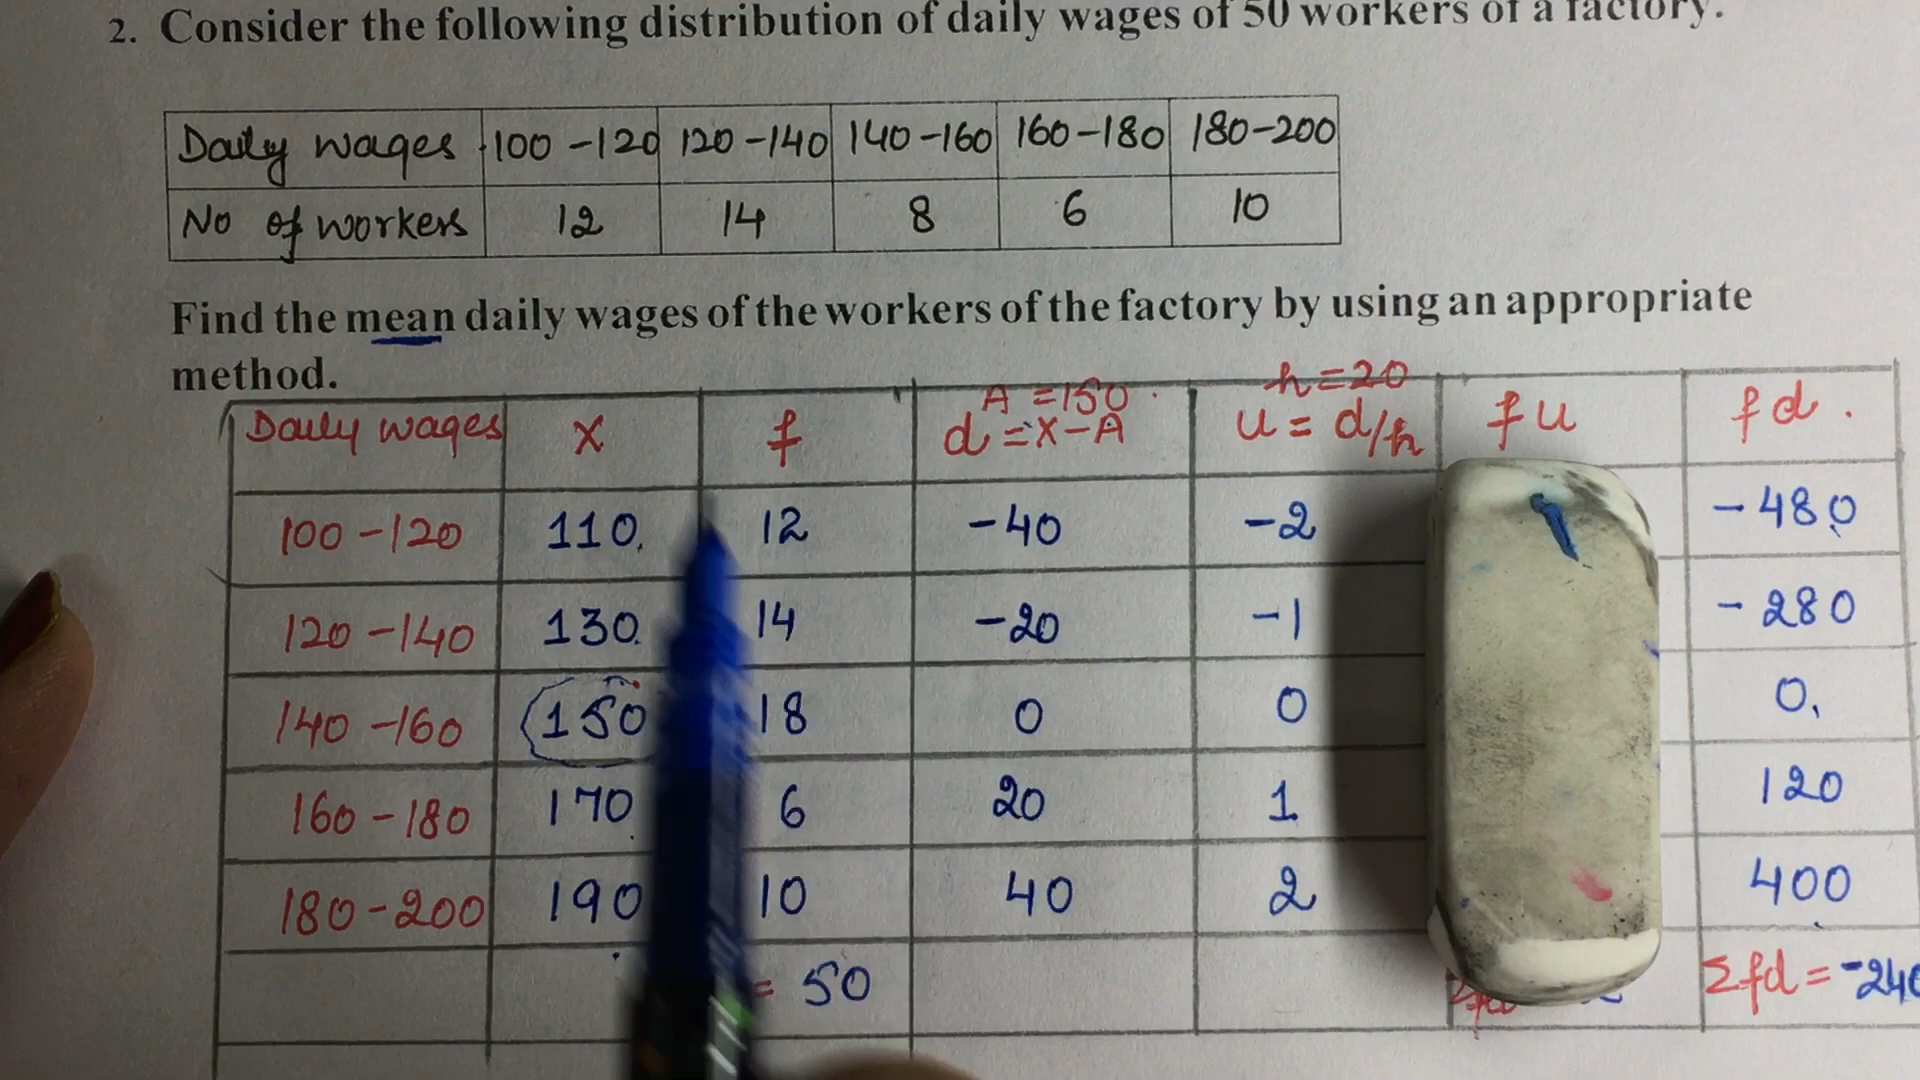 2. Consider the following distribution of daily wages of 50 workers of a factory.
Daily wages 100-120 120-140 140-160 160-180 180-200
No of workers 12 14 8 6 10
Find the mean daily wages of the workers of the factory by using an appropriate
method.
A = 150 h = 20
Daily wages x f d = x-A u = d/h fu fd.
100-120 110. 12 -40 -2 -480
120-140 130. 14 -20 -1 -280
140-160 150 18 0 0 0.
160-180 170. 6 20 1 120
180-200 190 10 40 2 400
= 50 Σfd = -240